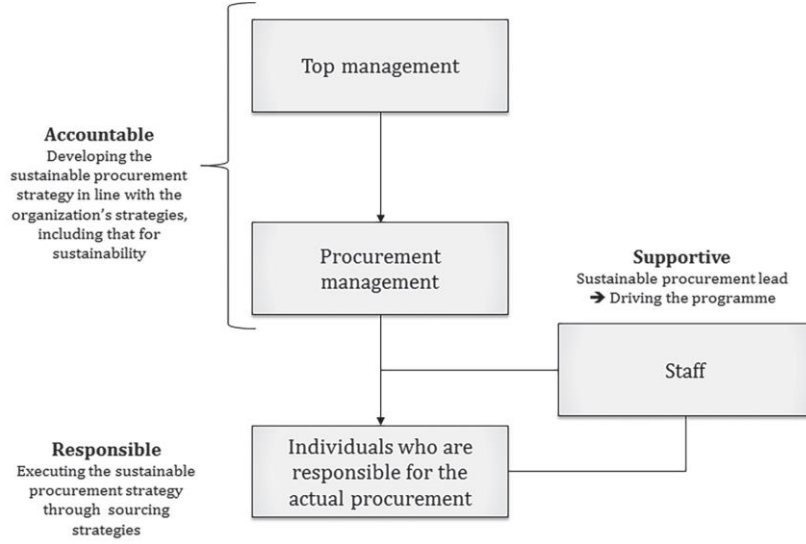 Top management
Accountable
Developing the
sustainable procurement
strategy in line with the
organization's strategies,
including that for
sustainability
Procurement
management
Supportive
Sustainable procurement lead
➔ Driving the programme
Staff
Responsible
Executing the sustainable
procurement strategy
through sourcing
strategies
Individuals who are
responsible for the
actual procurement